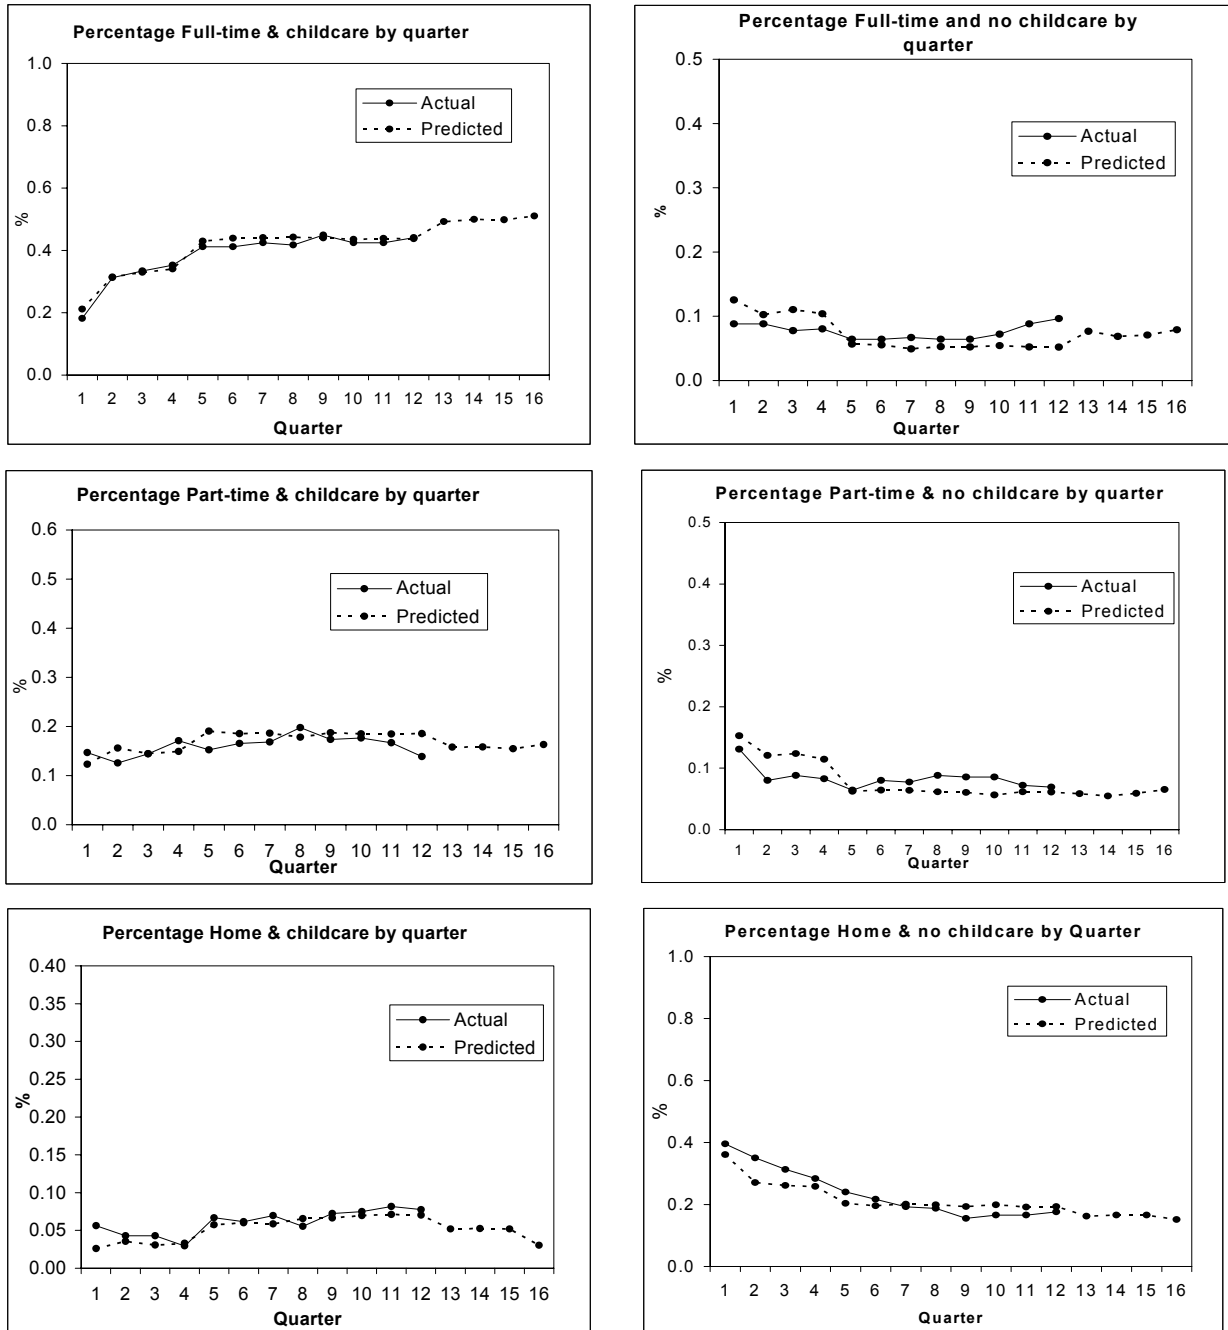 Percentage Full-time & childcare by quarter
1.0
0.8
0.6
0.4
0.2
0.0
%
Actual
Predicted
1 2 3 4 5 6 7 8 9 10 11 12 13 14 15 16
Quarter
Percentage Full-time and no childcare by
quarter
0.5
0.4
0.3
0.2
0.1
0.0
%
Actual
Predicted
1 2 3 4 5 6 7 8 9 10 11 12 13 14 15 16
Quarter
Percentage Part-time & childcare by quarter
0.6
0.5
0.4
0.3
0.2
0.1
0.0
%
Actual
Predicted
1 2 3 4 5 6 7 8 9 10 11 12 13 14 15 16
Quarter
Percentage Part-time & no childcare by quarter
0.5
0.4
0.3
0.2
0.1
0.0
%
Actual
Predicted
1 2 3 4 5 6 7 8 9 10 11 12 13 14 15 16
Quarter
Percentage Home & childcare by quarter
0.40
0.35
0.30
0.25
0.20
0.15
0.10
0.05
0.00
%
Actual
Predicted
1 2 3 4 5 6 7 8 9 10 11 12 13 14 15 16
Quarter
Percentage Home & no childcare by Quarter
1.0
0.8
0.6
0.4
0.2
0.0
%
Actual
Predicted
1 2 3 4 5 6 7 8 9 10 11 12 13 14 15 16
Quarter